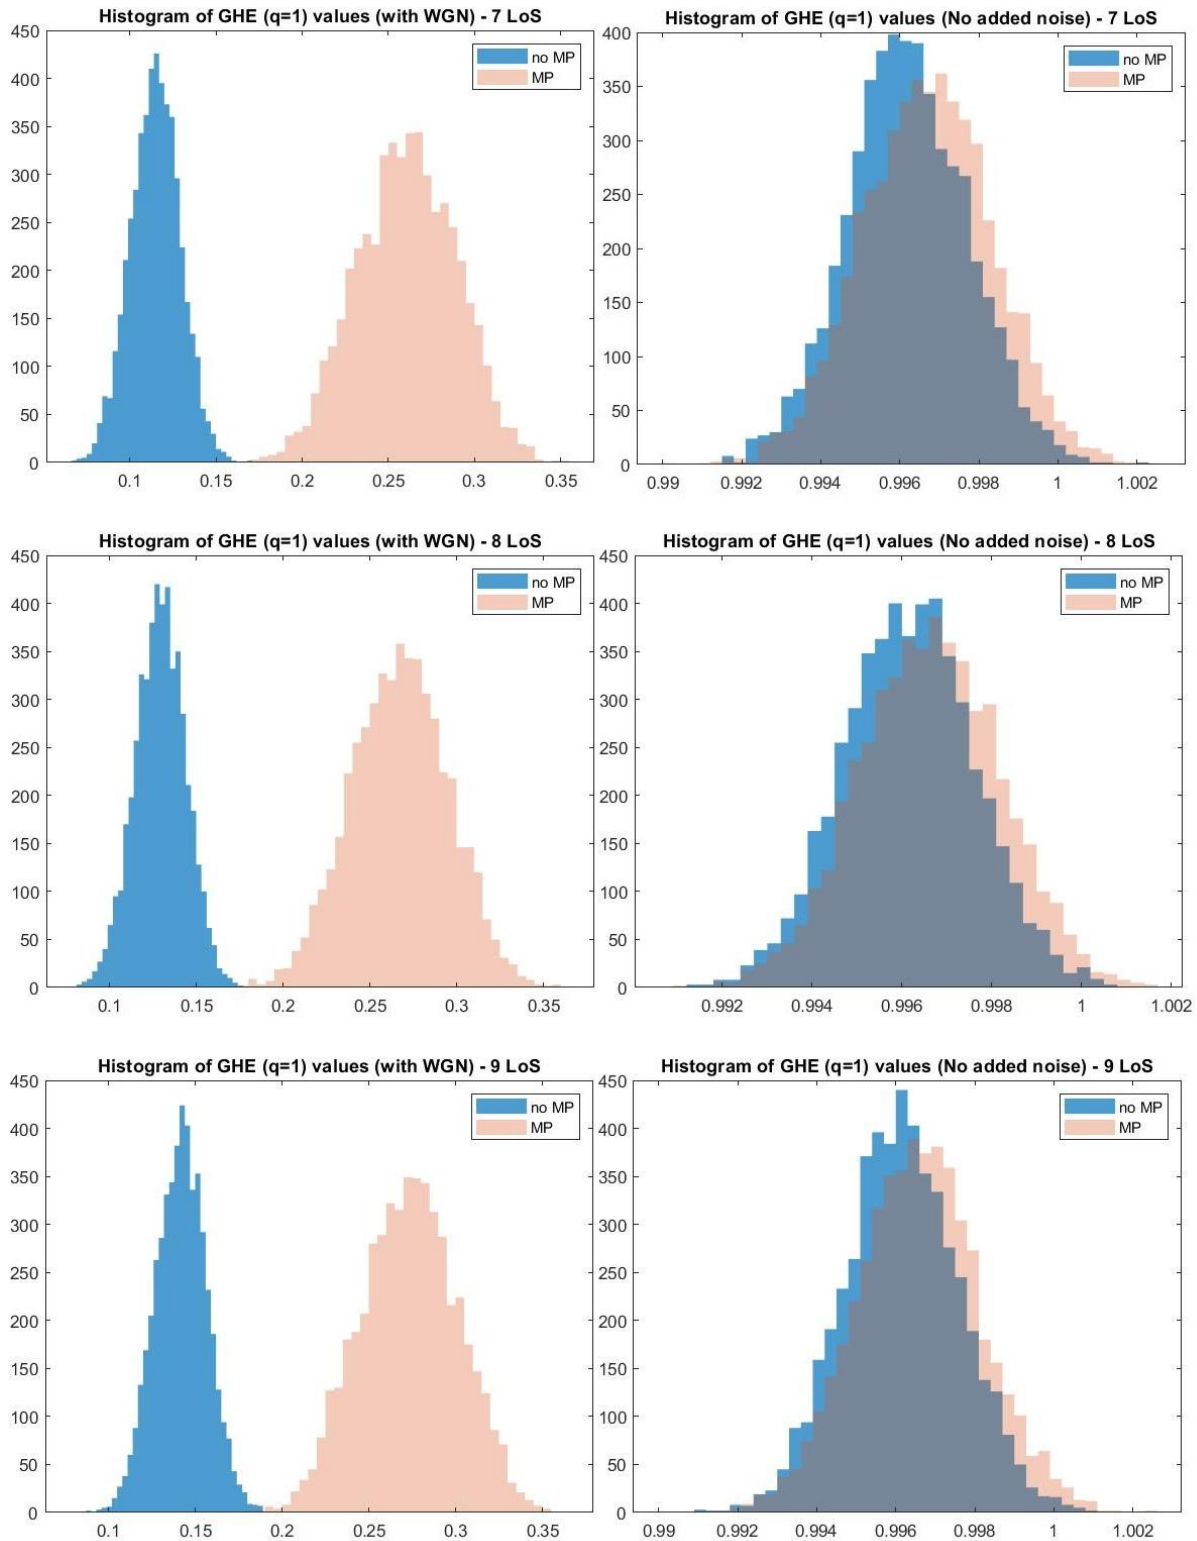 Histogram of GHE (q=1) values (with WGN) - 7 LoS
450
400
350
300
250
200
150
100
50
0
0.1 0.15 0.2 0.25 0.3 0.35
no MP
MP
Histogram of GHE (q=1) values (No added noise) - 7 LoS
400
350
300
250
200
150
100
50
0
0.99 0.992 0.994 0.996 0.998 1 1.002
no MP
MP
Histogram of GHE (q=1) values (with WGN) - 8 LoS
450
400
350
300
250
200
150
100
50
0
0.1 0.15 0.2 0.25 0.3 0.35
no MP
MP
Histogram of GHE (q=1) values (No added noise) - 8 LoS
450
400
350
300
250
200
150
100
50
0
0.992 0.994 0.996 0.998 1 1.002
no MP
MP
Histogram of GHE (q=1) values (with WGN) - 9 LoS
450
400
350
300
250
200
150
100
50
0
0.1 0.15 0.2 0.25 0.3 0.35
no MP
MP
Histogram of GHE (q=1) values (No added noise) - 9 LoS
450
400
350
300
250
200
150
100
50
0
0.99 0.992 0.994 0.996 0.998 1 1.002
no MP
MP